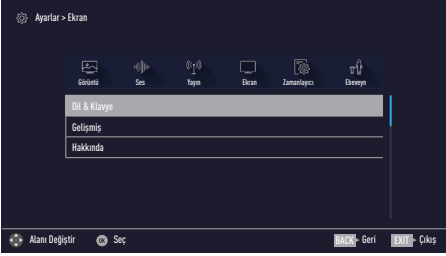 Ayarlar > Ekran
Görüntü Ses Yayın Ekran Zamanlayıcı Ebeveyn
Dil & Klavye
Gelişmiş
Hakkında
Alanı Değiştir OK Seç BACK Geri EXIT Çıkış